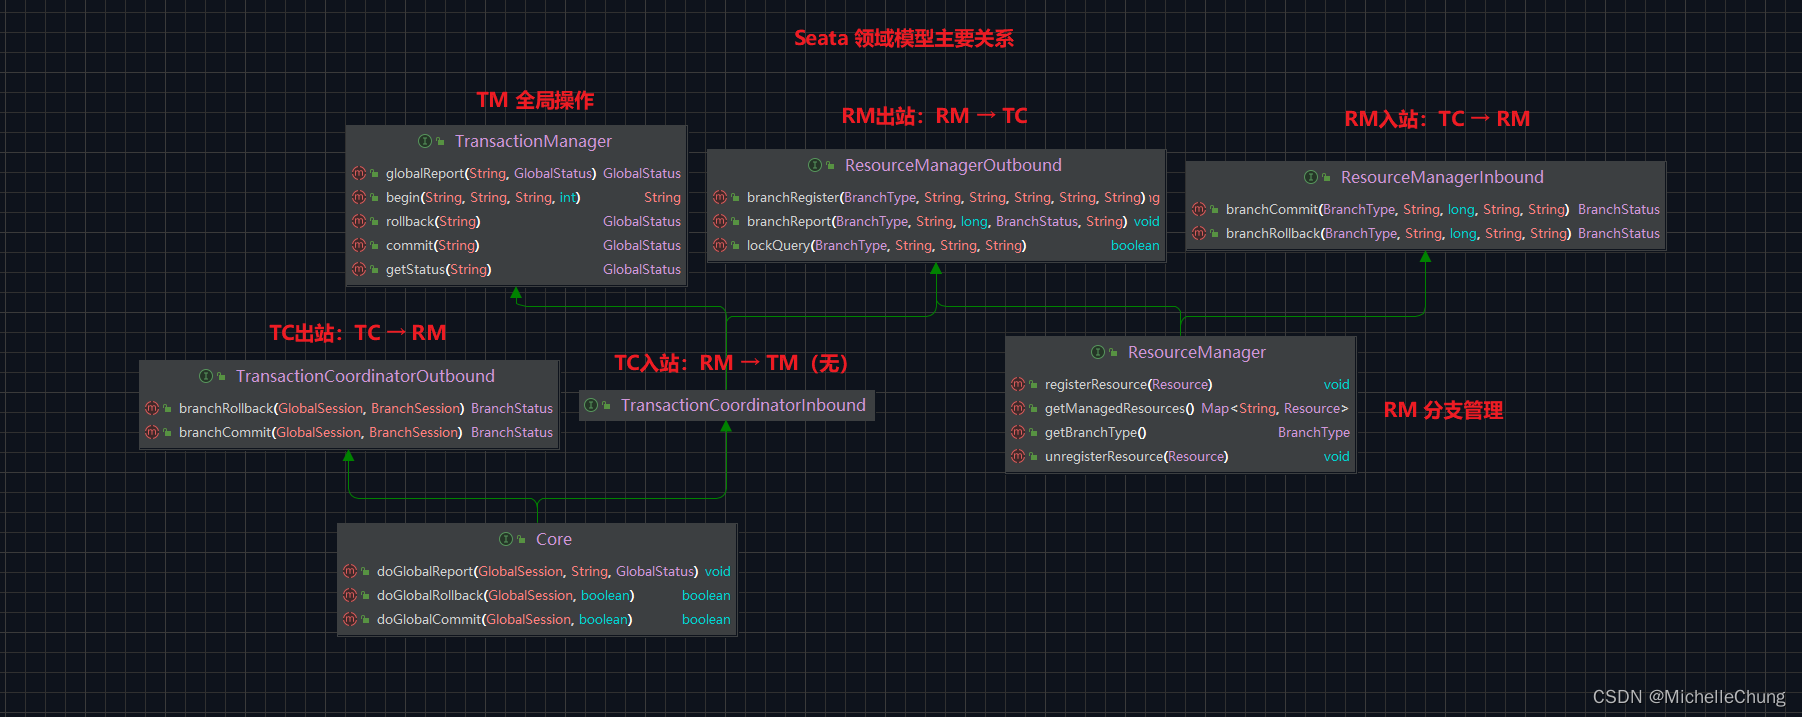 Seata 领域模型主要关系
TM 全局操作
TransactionManager
globalReport(String, GlobalStatus) GlobalStatus
begin(String, String, String, int) String
rollback(String) GlobalStatus
commit(String) GlobalStatus
getStatus(String) GlobalStatus
RM出站：RM → TC
ResourceManagerOutbound
branchRegister(BranchType, String, String, String, String, String) ıg
branchReport(BranchType, String, long, BranchStatus, String) void
lockQuery(BranchType, String, String, String) boolean
RM入站：TC → RM
ResourceManagerInbound
branchCommit(BranchType, String, long, String, String) BranchStatus
branchRollback(BranchType, String, long, String, String) BranchStatus
TC出站：TC → RM
TransactionCoordinatorOutbound
branchRollback(GlobalSession, BranchSession) BranchStatus
branchCommit(GlobalSession, BranchSession) BranchStatus
TC入站：RM → TM（无）
TransactionCoordinatorInbound
ResourceManager
registerResource(Resource) void
getManagedResources() Map<String, Resource>
getBranchType() BranchType
unregisterResource(Resource) void
RM 分支管理
Core
doGlobalReport(GlobalSession, String, GlobalStatus) void
doGlobalRollback(GlobalSession, boolean) boolean
doGlobalCommit(GlobalSession, boolean) boolean
CSDN @MichelleChung